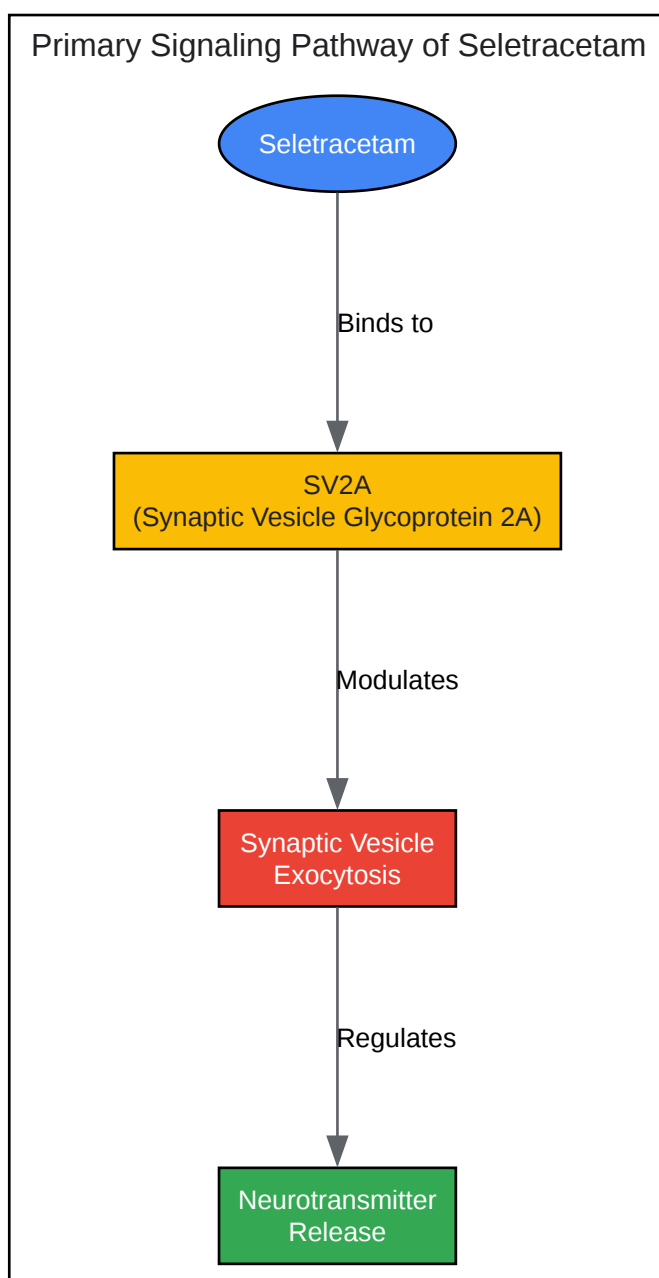 Primary Signaling Pathway of Seletracetam
Seletracetam
Binds to
SV2A
(Synaptic Vesicle Glycoprotein 2A)
Modulates
Synaptic Vesicle
Exocytosis
Regulates
Neurotransmitter
Release